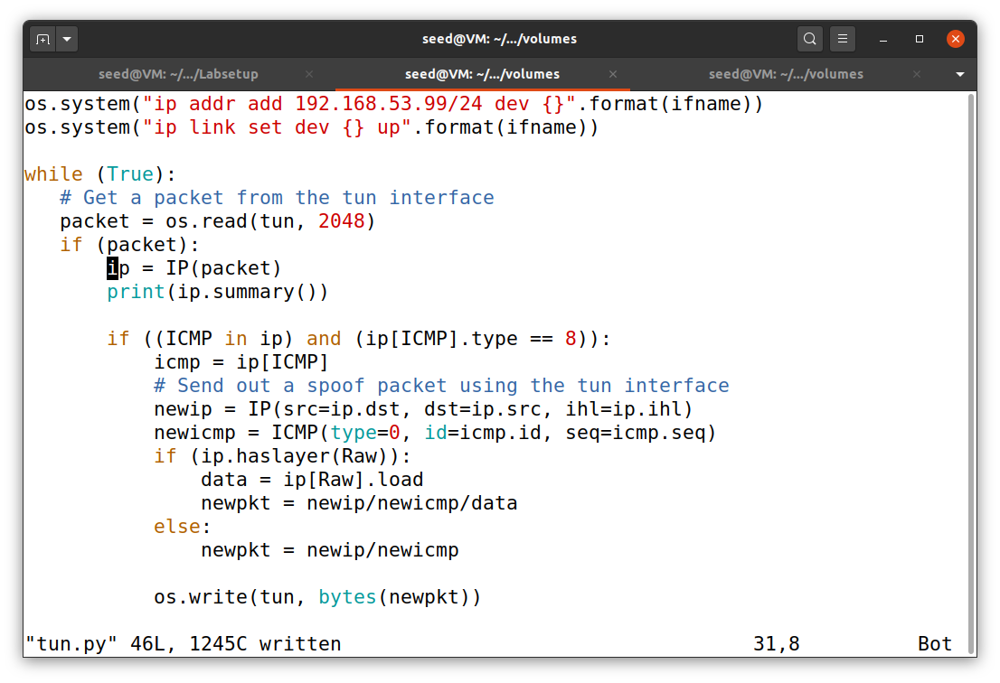 seed@VM: ~/.../volumes
seed@VM: ~/.../Labsetup
seed@VM: ~/.../volumes
seed@VM: ~/.../volumes
os.system("ip addr add 192.168.53.99/24 dev {}".format(ifname))
os.system("ip link set dev {} up".format(ifname))
while (True):
   # Get a packet from the tun interface
   packet = os.read(tun, 2048)
   if (packet):
       ip = IP(packet)
       print(ip.summary())
       if ((ICMP in ip) and (ip[ICMP].type == 8)):
           icmp = ip[ICMP]
           # Send out a spoof packet using the tun interface
           newip = IP(src=ip.dst, dst=ip.src, ihl=ip.ihl)
           newicmp = ICMP(type=0, id=icmp.id, seq=icmp.seq)
           if (ip.haslayer(Raw)):
               data = ip[Raw].load
               newpkt = newip/newicmp/data
           else:
               newpkt = newip/newicmp
           os.write(tun, bytes(newpkt))
"tun.py" 46L, 1245C written 31,8 Bot